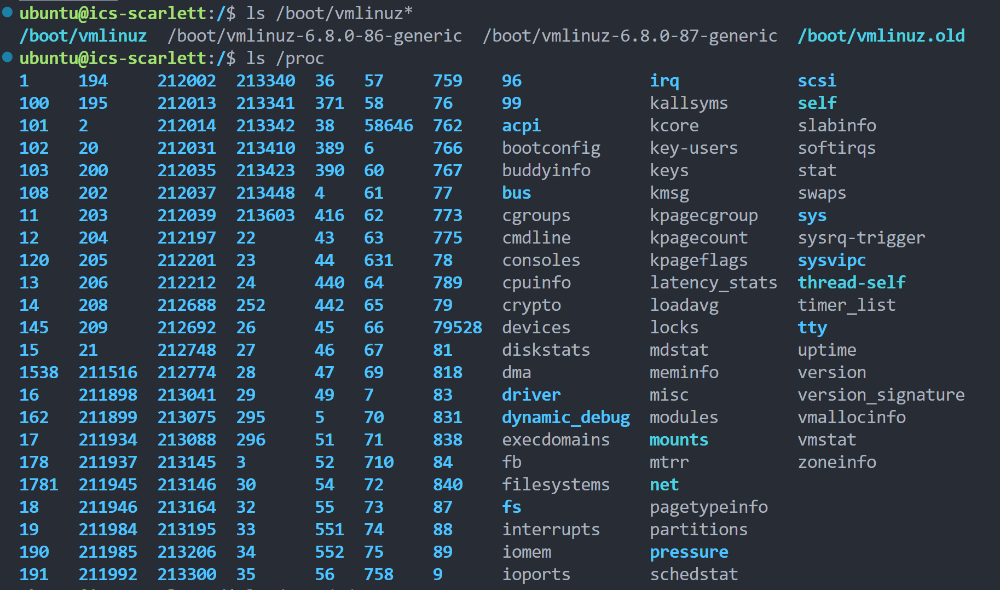 ubuntu@ics-scarlett:/$ ls /boot/vmlinuz*
/boot/vmlinuz  /boot/vmlinuz-6.8.0-86-generic  /boot/vmlinuz-6.8.0-87-generic  /boot/vmlinuz.old
ubuntu@ics-scarlett:/$ ls /proc
1     194     212002  213340  36   57     759    96             irq           scsi
100   195     212013  213341  371  58     76     99             kallsyms      self
101   2       212014  213342  38   58646  762    acpi           kcore         slabinfo
102   20      212031  213410  389  6      766    bootconfig     key-users     softirqs
103   200     212035  213423  390  60     767    buddyinfo      keys          stat
108   202     212037  213448  4    61     77     bus            kmsg          swaps
11    203     212039  213603  416  62     773    cgroups        kpagecgroup   sys
12    204     212197  22      43   63     775    cmdline        kpagecount    sysrq-trigger
120   205     212201  23      44   631    78     consoles       kpageflags    sysvipc
13    206     212212  24      440  64     789    cpuinfo        latency_stats  thread-self
14    208     212688  252     442  65     79     crypto         loadavg       timer_list
145   209     212692  26      45   66     79528  devices        locks         tty
15    21      212748  27      46   67     81     diskstats      mdstat        uptime
1538  211516  212774  28      47   69     818    dma            meminfo       version
16    211898  213041  29      49   7      83     driver         misc          version_signature
162   211899  213075  295     5    70     831    dynamic_debug  modules       vmallocinfo
17    211934  213088  296     51   71     838    execdomains    mounts        vmstat
178   211937  213145  3       52   710    84     fb             mtrr          zoneinfo
1781  211945  213146  30      54   72     840    filesystems    net
18    211946  213164  32      55   73     87     fs             pagetypeinfo
19    211984  213195  33      551  74     88     interrupts     partitions
190   211985  213206  34      552  75     89     iomem          pressure
191   211992  213300  35      56   758    9      ioports        schedstat